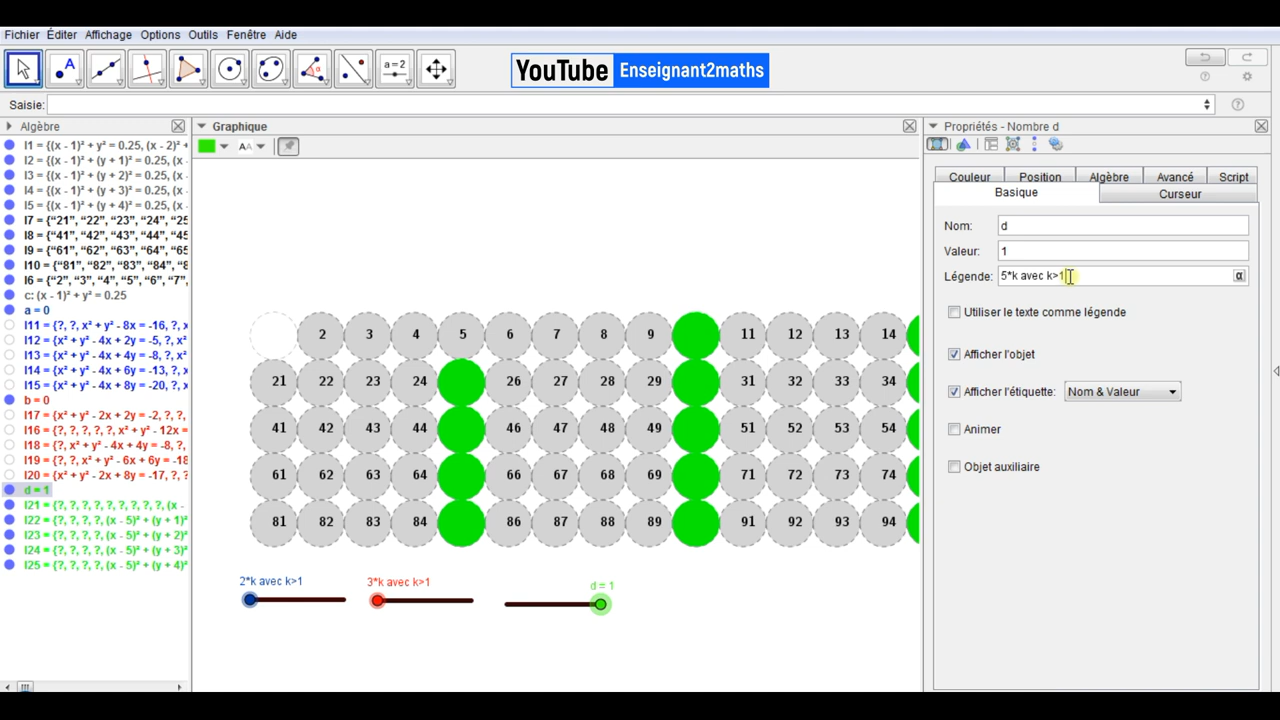 Fichier Éditer Affichage Options Outils Fenêtre Aide
a = 2
YouTube Enseignant2maths
Saisie:
Algèbre
Graphique
Propriétés - Nombre d
l1 = {(x - 1)² + y² = 0.25, (x - 2)² +
l2 = {(x - 1)² + (y + 1)² = 0.25, (x -
l3 = {(x - 1)² + (y + 2)² = 0.25, (x -
l4 = {(x - 1)² + (y + 3)² = 0.25, (x -
l5 = {(x - 1)² + (y + 4)² = 0.25, (x -
l7 = {“21”, “22”, “23”, “24”, “25
l8 = {“41”, “42”, “43”, “44”, “45
l9 = {“61”, “62”, “63”, “64”, “65
l10 = {“81”, “82”, “83”, “84”, “8
l6 = {“2”, “3”, “4”, “5”, “6”, “7”,
c: (x - 1)² + y² = 0.25
a = 0
l11 = {?, ?, x² + y² - 8x = -16, ?, x
l12 = {x² + y² - 4x + 2y = -5, ?, x²
l13 = {x² + y² - 4x + 4y = -8, ?, x²
l14 = {x² + y² - 4x + 6y = -13, ?, x
l15 = {x² + y² - 4x + 8y = -20, ?, x
b = 0
l17 = {x² + y² - 2x + 2y = -2, ?, ?,
l16 = {?, ?, ?, ?, ?, x² + y² - 12x =
l18 = {?, x² + y² - 4x + 4y = -8, ?,
l19 = {?, ?, x² + y² - 6x + 6y = -18
l20 = {x² + y² - 2x + 8y = -17, ?, ?
d = 1
l21 = {?, ?, ?, ?, ?, ?, ?, ?, ?, (x -
l22 = {?, ?, ?, ?, (x - 5)² + (y + 1)²
l23 = {?, ?, ?, ?, (x - 5)² + (y + 2)²
l24 = {?, ?, ?, ?, (x - 5)² + (y + 3)²
l25 = {?, ?, ?, ?, (x - 5)² + (y + 4)²
AA
2 3 4 5 6 7 8 9 11 12 13 14
21 22 23 24 26 27 28 29 31 32 33 34
41 42 43 44 46 47 48 49 51 52 53 54
61 62 63 64 66 67 68 69 71 72 73 74
81 82 83 84 86 87 88 89 91 92 93 94
2*k avec k>1
3*k avec k>1
d = 1
Couleur Position Algèbre Avancé Script
Basique Curseur
Nom: d
Valeur: 1
Légende: 5*k avec k>1 α
Utiliser le texte comme légende
Afficher l'objet
Afficher l'étiquette: Nom & Valeur
Animer
Objet auxiliaire